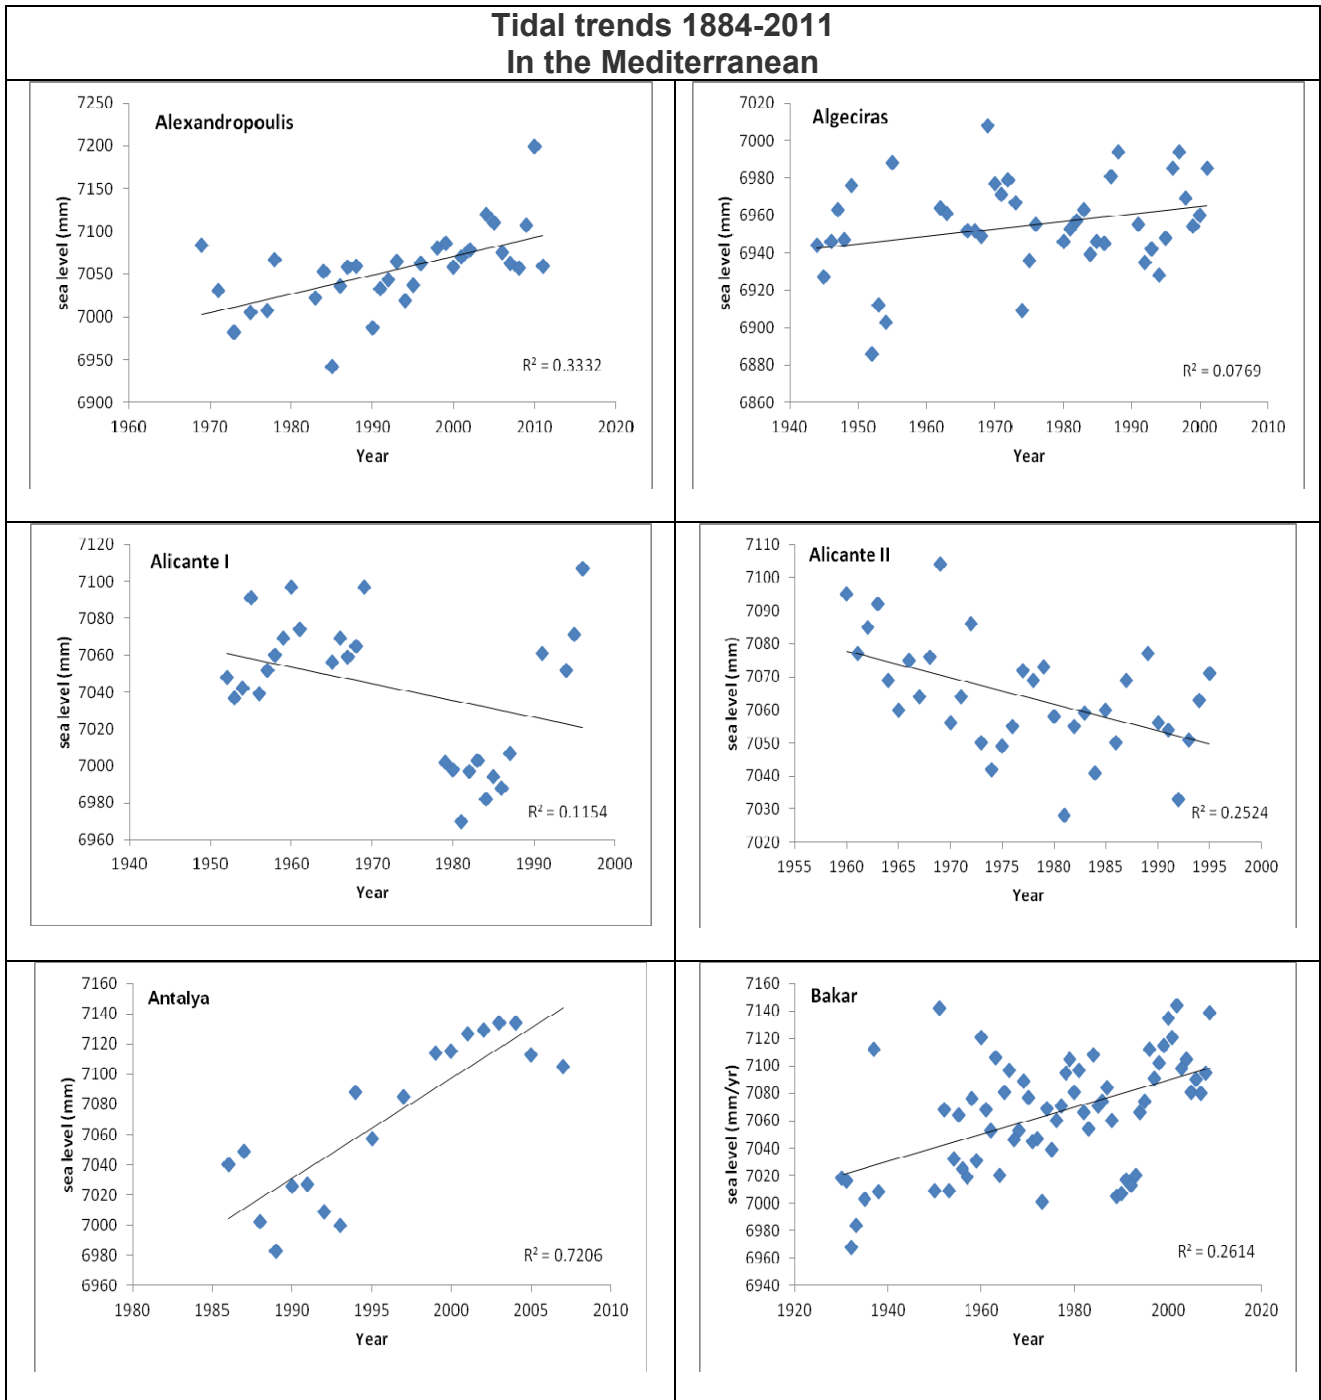 Tidal trends 1884-2011
In the Mediterranean
Alexandropoulis
7250
7200
7150
7100
7050
7000
6950
6900
sea level (mm)
R² = 0.3332
1960 1970 1980 1990 2000 2010 2020
Year
Algeciras
7020
7000
6980
6960
6940
6920
6900
6880
6860
sea level (mm)
R² = 0.0769
1940 1950 1960 1970 1980 1990 2000 2010
Year
Alicante I
7120
7100
7080
7060
7040
7020
7000
6980
6960
sea level (mm)
R² = 0.1154
1940 1950 1960 1970 1980 1990 2000
Year
Alicante II
7110
7100
7090
7080
7070
7060
7050
7040
7030
7020
sea level (mm)
R² = 0.2524
1955 1960 1965 1970 1975 1980 1985 1990 1995 2000
Year
Antalya
7160
7140
7120
7100
7080
7060
7040
7020
7000
6980
6960
sea level (mm)
R² = 0.7206
1980 1985 1990 1995 2000 2005 2010
Year
Bakar
7160
7140
7120
7100
7080
7060
7040
7020
7000
6980
6960
6940
sea level (mm/yr)
R² = 0.2614
1920 1940 1960 1980 2000 2020
Year